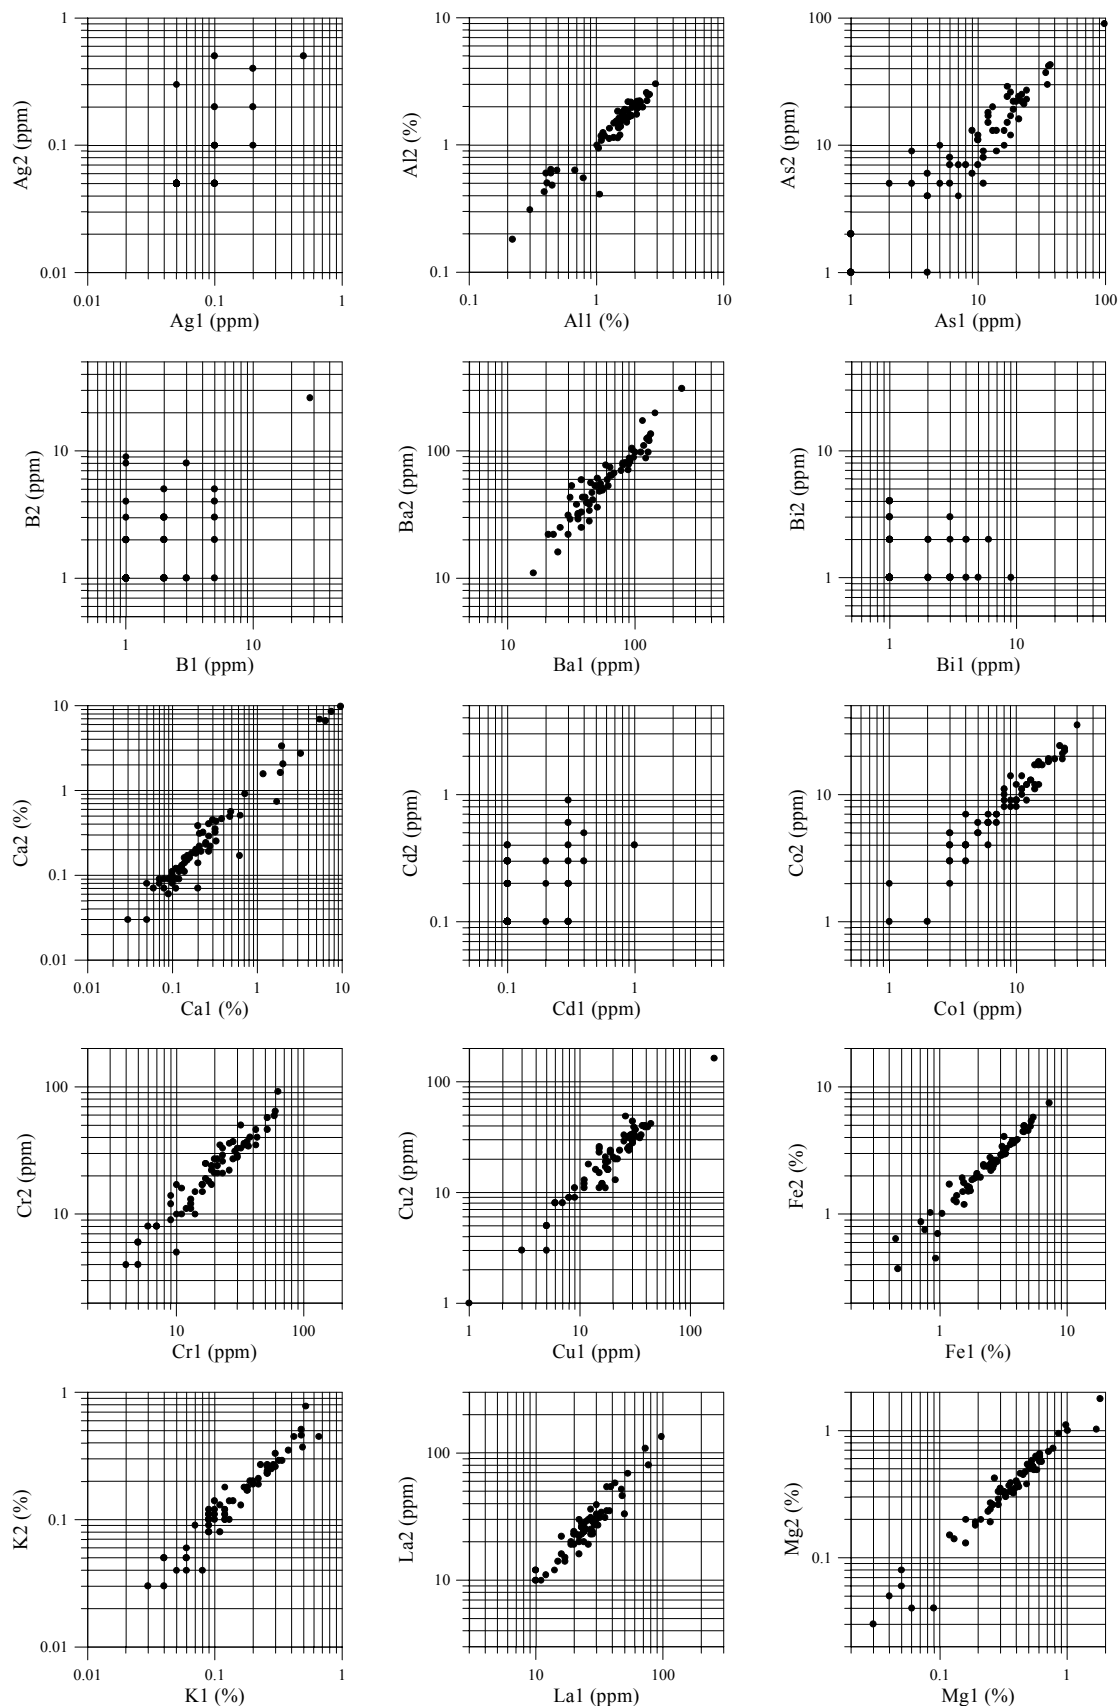 1 10 100
Ag2 (ppm) Al2 (%) As2 (ppm)
0.1 1 10
0.01 0.1 1
0.01 0.1 1 0.1 1 10 1 10 100
Ag1 (ppm) Al1 (%) As1 (ppm)
B2 (ppm) Ba2 (ppm) Bi2 (ppm)
10 100 10
1 10 1
1 10 10 100 1 10
B1 (ppm) Ba1 (ppm) Bi1 (ppm)
10
Ca2 (%) Cd2 (ppm) Co2 (ppm)
1 1 10
0.1 0.1 1
0.01
0.01 0.1 1 10 0.1 1 1 10
Ca1 (%) Cd1 (ppm) Co1 (ppm)
Cr2 (ppm) Cu2 (ppm) Fe2 (%)
100 100 10
10 10 1
1
10 100 1 10 100 1 10
Cr1 (ppm) Cu1 (ppm) Fe1 (%)
1
K2 (%) La2 (ppm) Mg2 (%)
100 1
0.1
10 0.1
0.01
0.01 0.1 1 10 100 0.1 1
K1 (%) La1 (ppm) Mg1 (%)